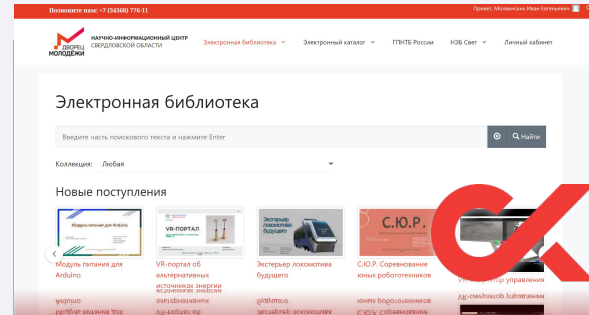 Позвоните нам: +7 (34368) 776-11
Привет, Молвинских Иван Евгеньевич
ДВОРЕЦ
МОЛОДЁЖИ
НАУЧНО-ИНФОРМАЦИОННЫЙ ЦЕНТР
СВЕРДЛОВСКОЙ ОБЛАСТИ
Электронная библиотека
Электронный каталог
ГПНТБ России
НЭБ Свет
Личный кабинет
Электронная библиотека
Введите часть поискового текста и нажмите Enter
Найти
Коллекция: Любая
Новые поступления
Модуль питания для Arduino
VR-ПОРТАЛ
Экстерьер
локомотива
будущего
С.Ю.Р.
Модуль питания для
Arduino
VR-портал об
альтернативных
источниках энергии
Экстерьер локомотива
будущего
С.Ю.Р. Соревнование
юных робототехников
управления